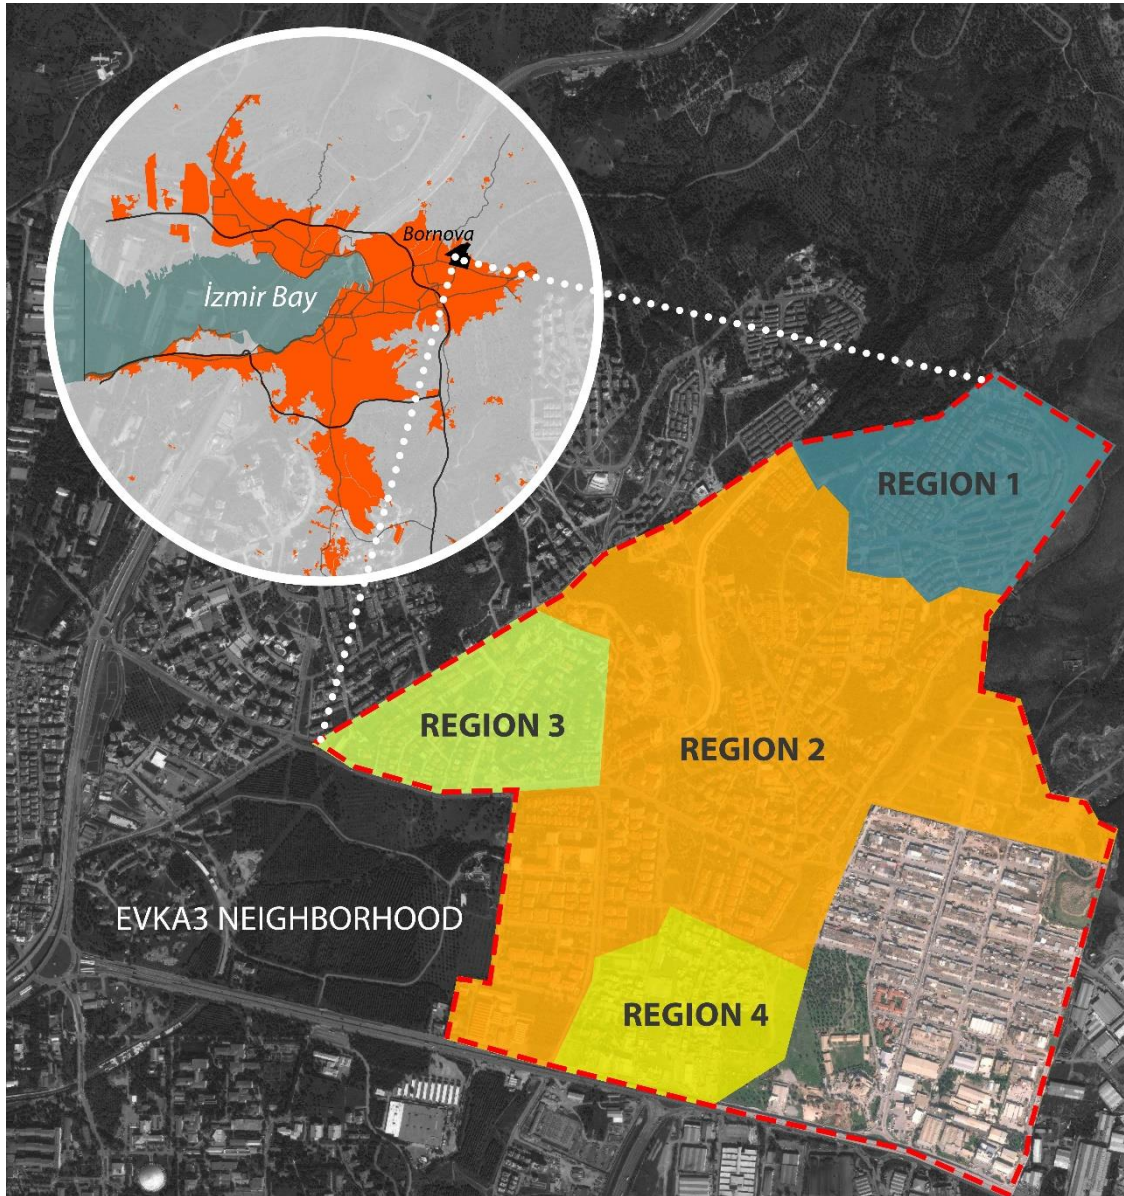 Bornova
İzmir Bay
REGION 1
REGION 3
REGION 2
EVKA3 NEIGHBORHOOD
REGION 4